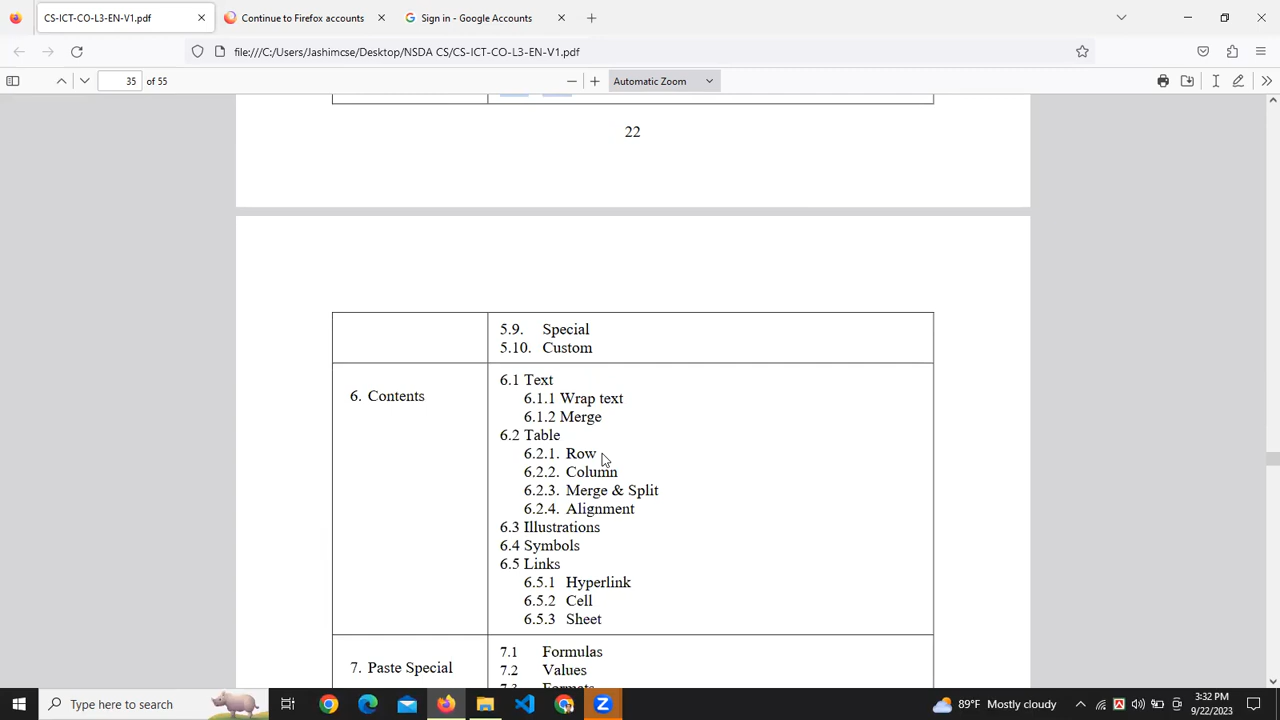 CS-ICT-CO-L3-EN-V1.pdf
Continue to Firefox accounts
Sign in - Google Accounts
file:///C:/Users/Jashimcse/Desktop/NSDA CS/CS-ICT-CO-L3-EN-V1.pdf
35 of 55
Automatic Zoom
22
5.9. Special
5.10. Custom
6. Contents
6.1 Text
6.1.1 Wrap text
6.1.2 Merge
6.2 Table
6.2.1. Row
6.2.2. Column
6.2.3. Merge & Split
6.2.4. Alignment
6.3 Illustrations
6.4 Symbols
6.5 Links
6.5.1 Hyperlink
6.5.2 Cell
6.5.3 Sheet
7. Paste Special
7.1 Formulas
7.2 Values
7.3 Formats
Type here to search
89°F Mostly cloudy
3:32 PM
9/22/2023